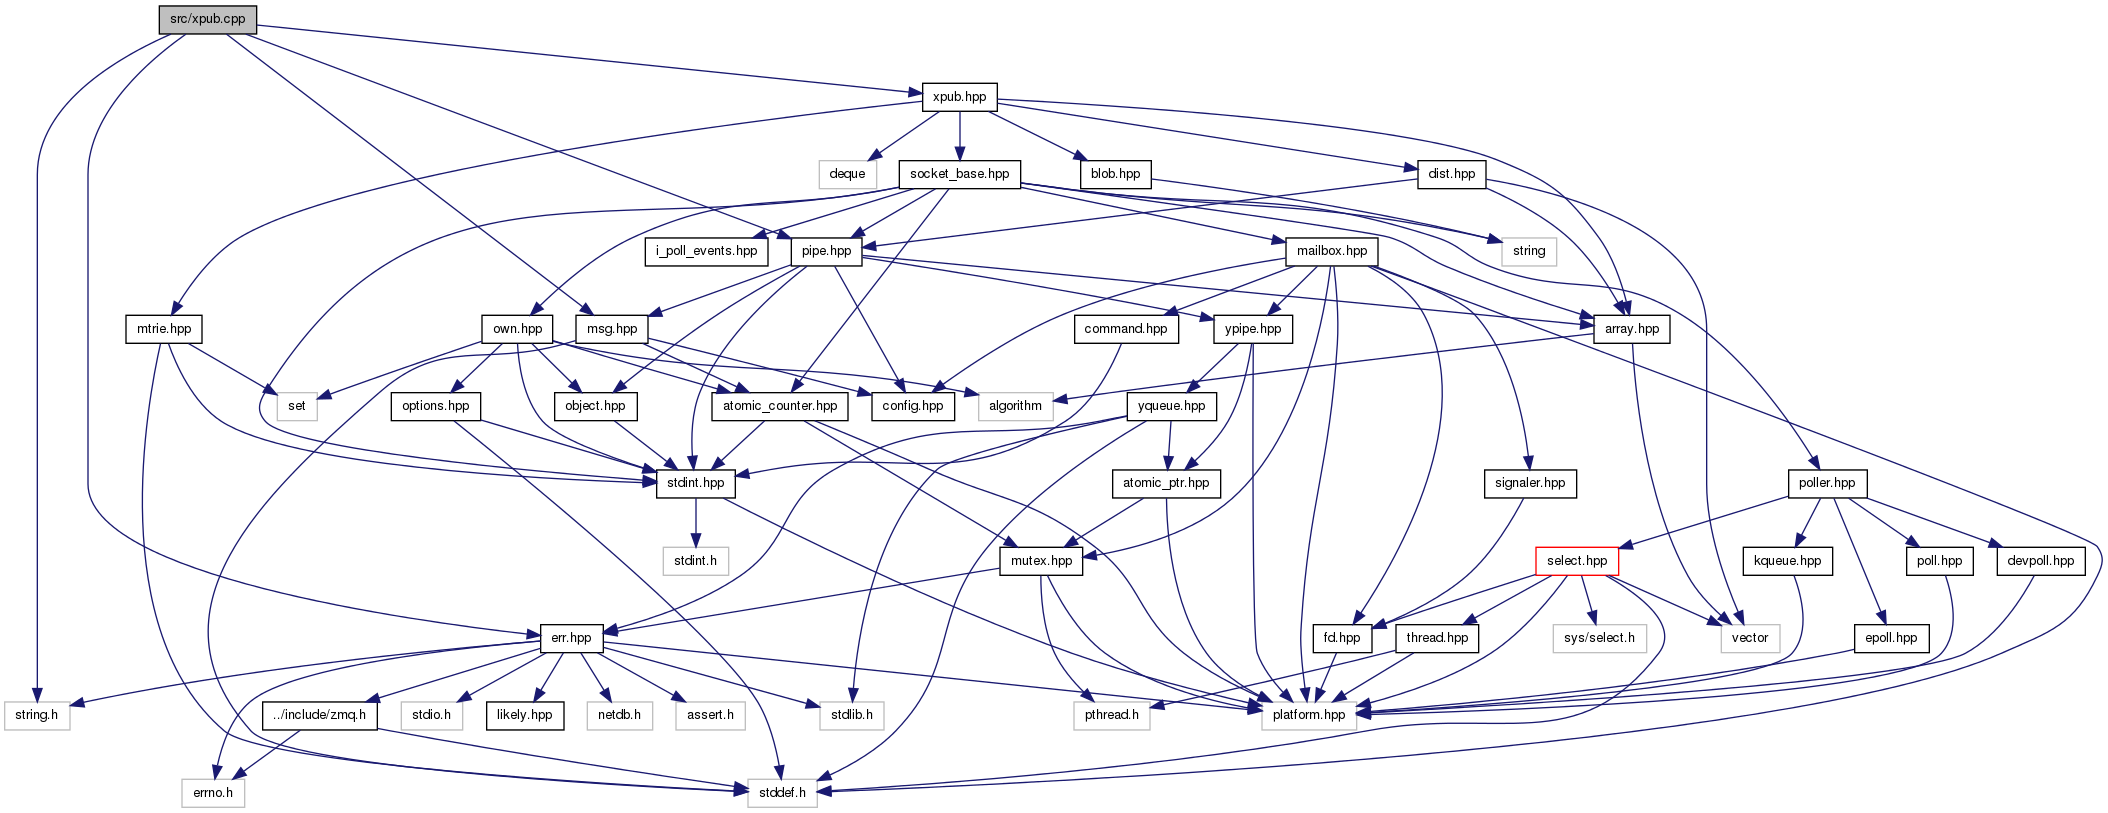 src/xpub.cpp
xpub.hpp
deque
socket_base.hpp
blob.hpp
dist.hpp
i_poll_events.hpp
pipe.hpp
mailbox.hpp
string
mtrie.hpp
own.hpp
msg.hpp
command.hpp
ypipe.hpp
array.hpp
set
options.hpp
object.hpp
atomic_counter.hpp
config.hpp
algorithm
yqueue.hpp
stdint.hpp
atomic_ptr.hpp
signaler.hpp
poller.hpp
stdint.h
mutex.hpp
select.hpp
kqueue.hpp
poll.hpp
devpoll.hpp
err.hpp
fd.hpp
thread.hpp
sys/select.h
vector
epoll.hpp
string.h
../include/zmq.h
stdio.h
likely.hpp
netdb.h
assert.h
stdlib.h
pthread.h
platform.hpp
errno.h
stddef.h